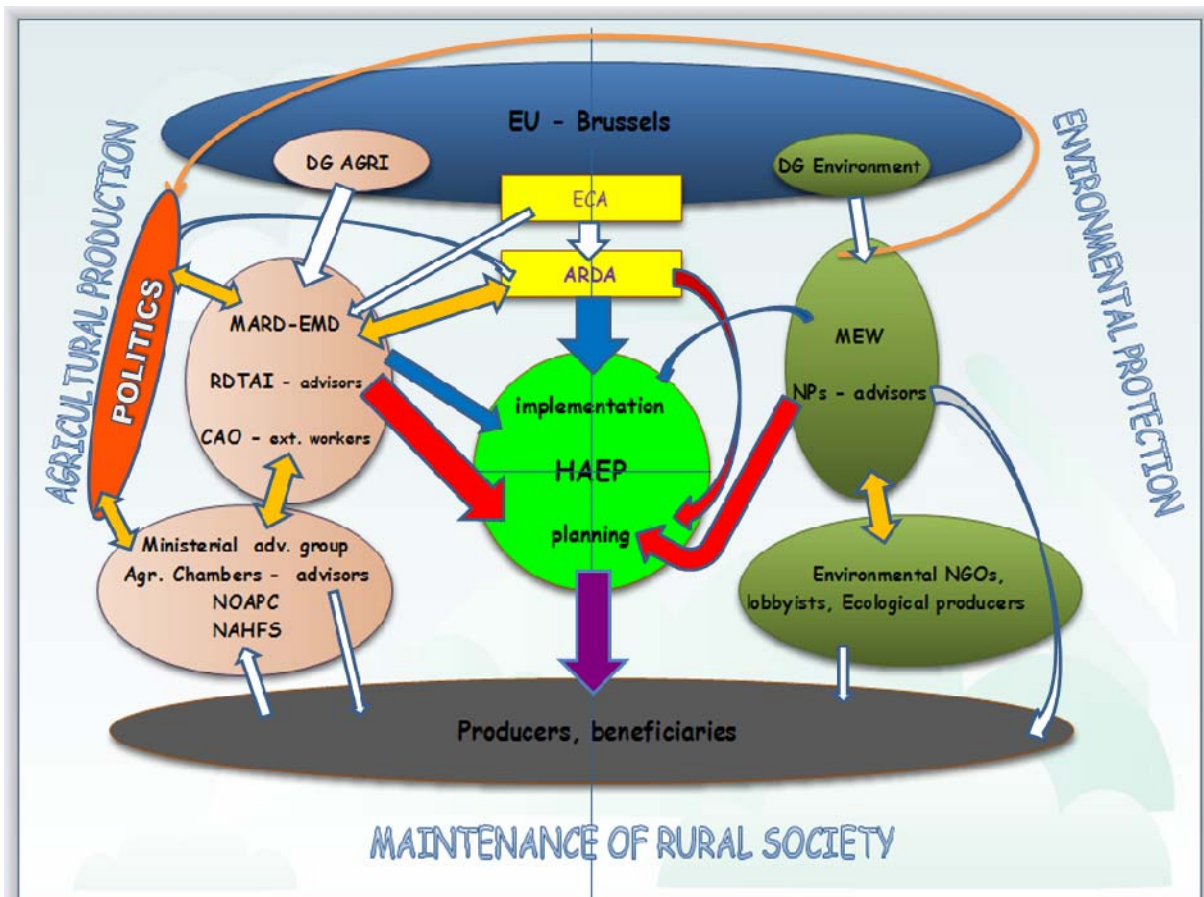 EU - Brussels
DG AGRI
DG Environment
ECA
ARDA
AGRICULTURAL PRODUCTION
POLITICS
ENVIRONMENTAL PROTECTION
MARD-EMD
RDTAI - advisors
CAO - ext. workers
MEW
NPs - advisors
implementation
HAEP
planning
Ministerial adv. group
Agr. Chambers - advisors
NOAPC
NAHFS
Environmental NGOs,
lobbyists, Ecological producers
Producers, beneficiaries
MAINTENANCE OF RURAL SOCIETY